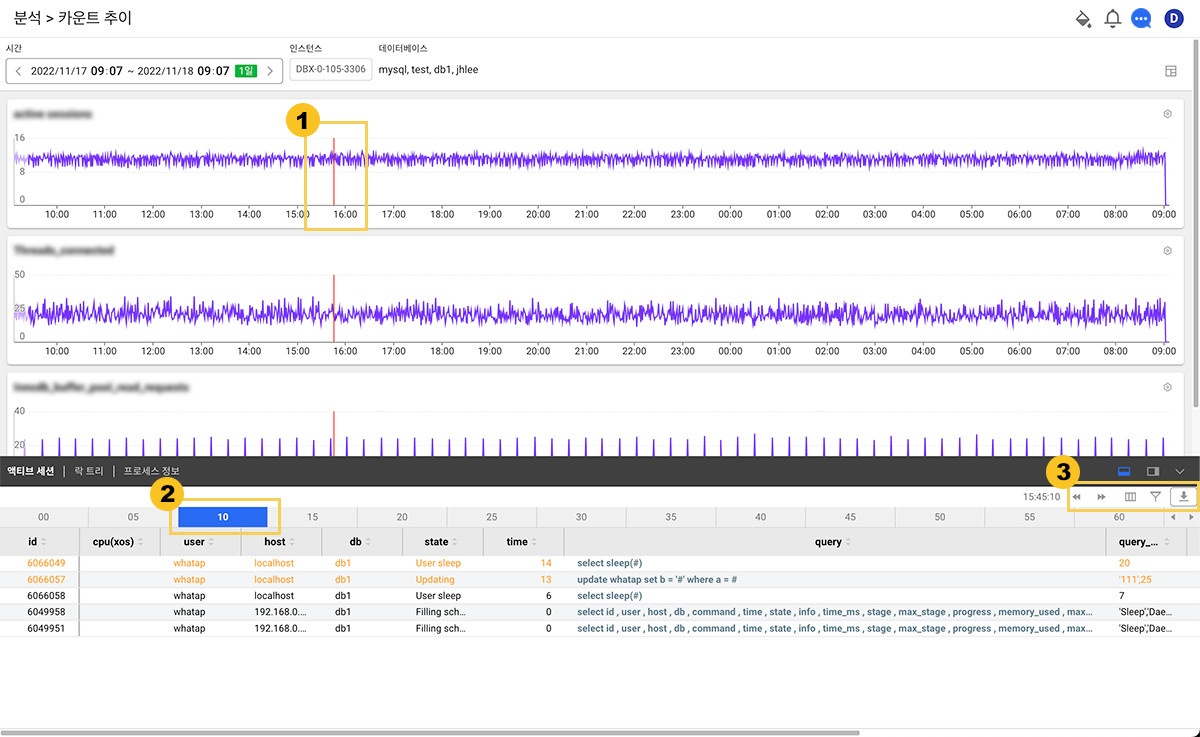 분석 > 카운트 추이
D
시간
인스턴스
데이터베이스
2022/11/17 09:07 ~ 2022/11/18 09:07 1일
DBX-0-105-3306
mysql, test, db1, jhlee
active sessions
1
16
8
0
10:00 11:00 12:00 13:00 14:00 15:00 16:00 17:00 18:00 19:00 20:00 21:00 22:00 23:00 00:00 01:00 02:00 03:00 04:00 05:00 06:00 07:00 08:00 09:00
Threads_connected
50
25
0
10:00 11:00 12:00 13:00 14:00 15:00 16:00 17:00 18:00 19:00 20:00 21:00 22:00 23:00 00:00 01:00 02:00 03:00 04:00 05:00 06:00 07:00 08:00 09:00
Innodb_buffer_pool_read_requests
40
20
액티브 세션 | 락 트리 | 프로세스 정보
2
3
15:45:10
00 05 10 15 20 25 30 35 40 45 50 55 60
id cpu(xos) user host db state time query query_...
6066049 whatap localhost db1 User sleep 14 select sleep(#) 20
6066057 whatap localhost db1 Updating 13 update whatap set b = '#' where a = # '111',25
6066058 whatap localhost db1 User sleep 6 select sleep(#) 7
6049958 whatap 192.168.0.... db1 Filling sch... 0 select id , user , host , db , command , time , state , info , time_ms , stage , max_stage , progress , memory_used , max... 'Sleep','Dae...
6049951 whatap 192.168.0.... db1 Filling sch... 0 select id , user , host , db , command , time , state , info , time_ms , stage , max_stage , progress , memory_used , max... 'Sleep','Dae...